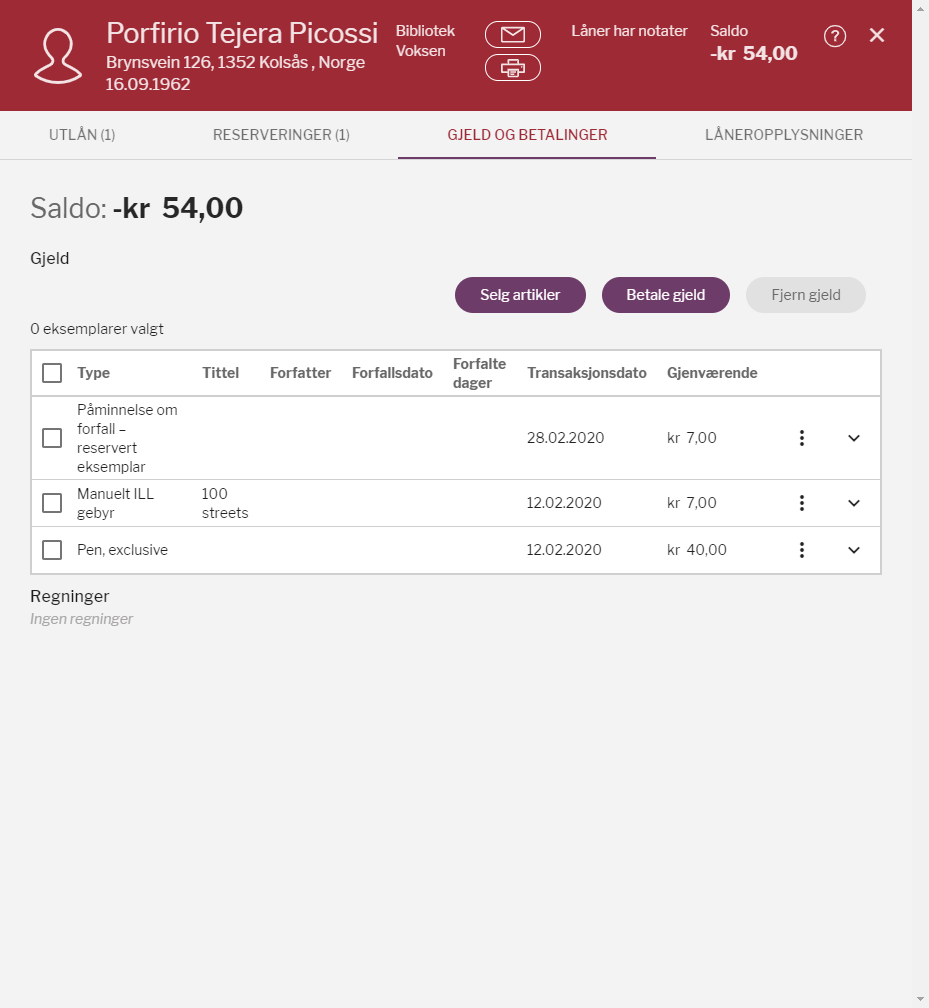 Porfirio Tejera Picossi
Brynsvein 126, 1352 Kolsås , Norge
16.09.1962
Bibliotek
Voksen
Låner har notater
Saldo
-kr 54,00
?
UTLÅN (1)
RESERVERINGER (1)
GJELD OG BETALINGER
LÅNEROPPLYSNINGER
Saldo: -kr 54,00
Gjeld
Selg artikler
Betale gjeld
Fjern gjeld
0 eksemplarer valgt
Type
Tittel
Forfatter
Forfallsdato
Forfalte
dager
Transaksjonsdato
Gjenværende
Påminnelse om
forfall –
reservert
eksemplar
28.02.2020
kr 7,00
Manuelt ILL
gebyr
100
streets
12.02.2020
kr 7,00
Pen, exclusive
12.02.2020
kr 40,00
Regninger
Ingen regninger